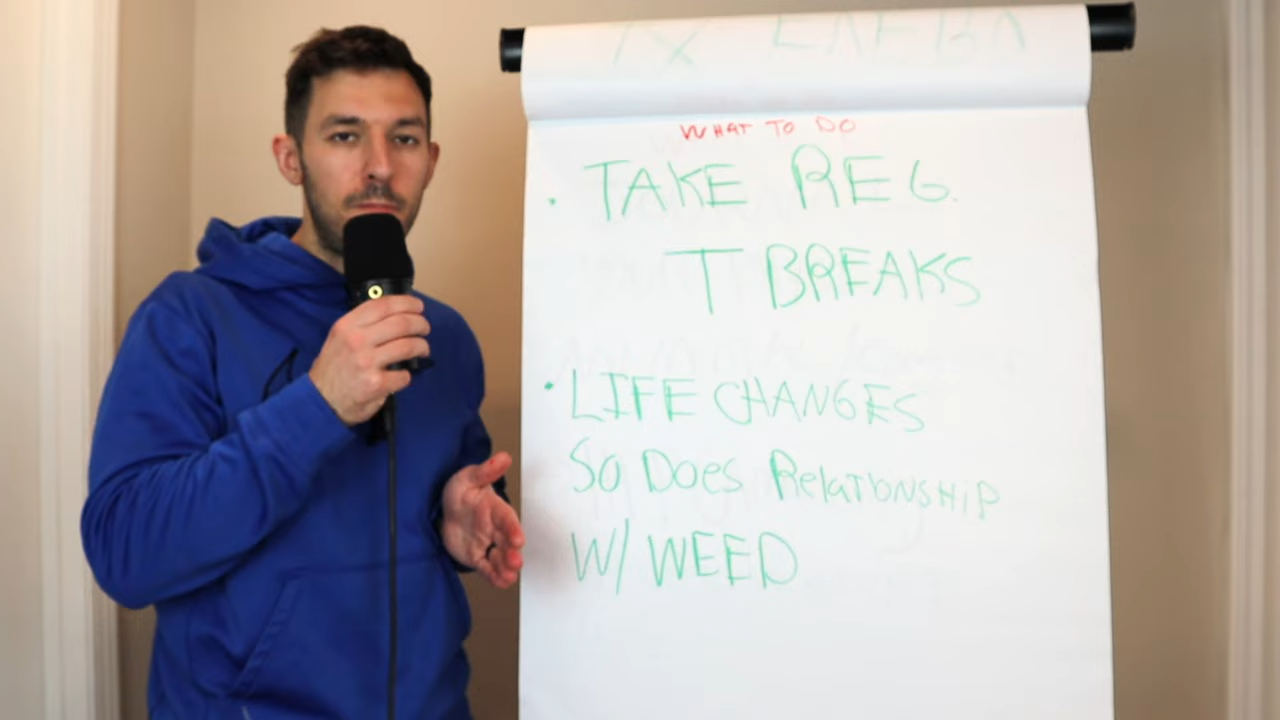 WHAT TO DO
• TAKE REG.
T BREAKS
• LIFE CHANGES
SO DOES RELATIONSHIP
W/ WEED